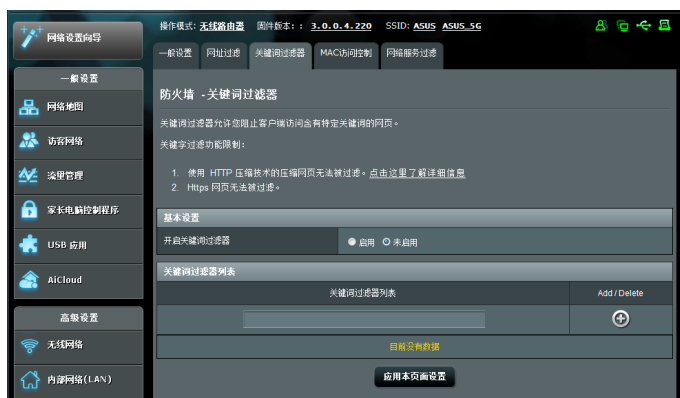 操作模式: 无线路由器 固件版本: : 3.0.0.4.220 SSID: ASUS ASUS_5G
网络设置向导
一般设置 网址过滤 关键词过滤器 MAC访问控制 网络服务过滤
一般设置
网络地图
访客网络
流量管理
家长电脑控制程序
USB 应用
AiCloud
高级设置
无线网络
内部网络(LAN)
防火墙 - 关键词过滤器
关键词过滤器允许您阻止客户端访问含有特定关键词的网页。
关键字过滤功能限制:
1. 使用 HTTP 压缩技术的压缩网页无法被过滤。点击这里了解详细信息
2. Https 网页无法被过滤。
基本设置
开启关键词过滤器 启用 未启用
关键词过滤器列表
关键词过滤器列表 Add / Delete
目前没有数据
应用本页面设置